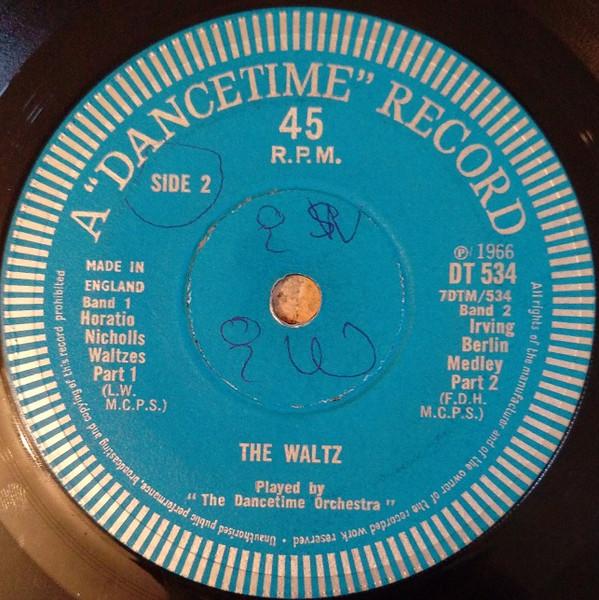 A "DANCETIME" RECORD
45
R.P.M.
SIDE 2
MADE IN
ENGLAND
Band 1
Horatio
Nicholls
Waltzes
Part 1
(L.W.
M.C.P.S.)
℗ 1966
DT 534
7DTM/534
Band 2
Irving
Berlin
Medley
Part 2
(F.D.H.
M.C.P.S.)
THE WALTZ
Played by
"The Dancetime Orchestra"
All rights of the manufacturer and of the owner of the recorded work reserved • Unauthorised public performance, broadcasting and copying of this record prohibited